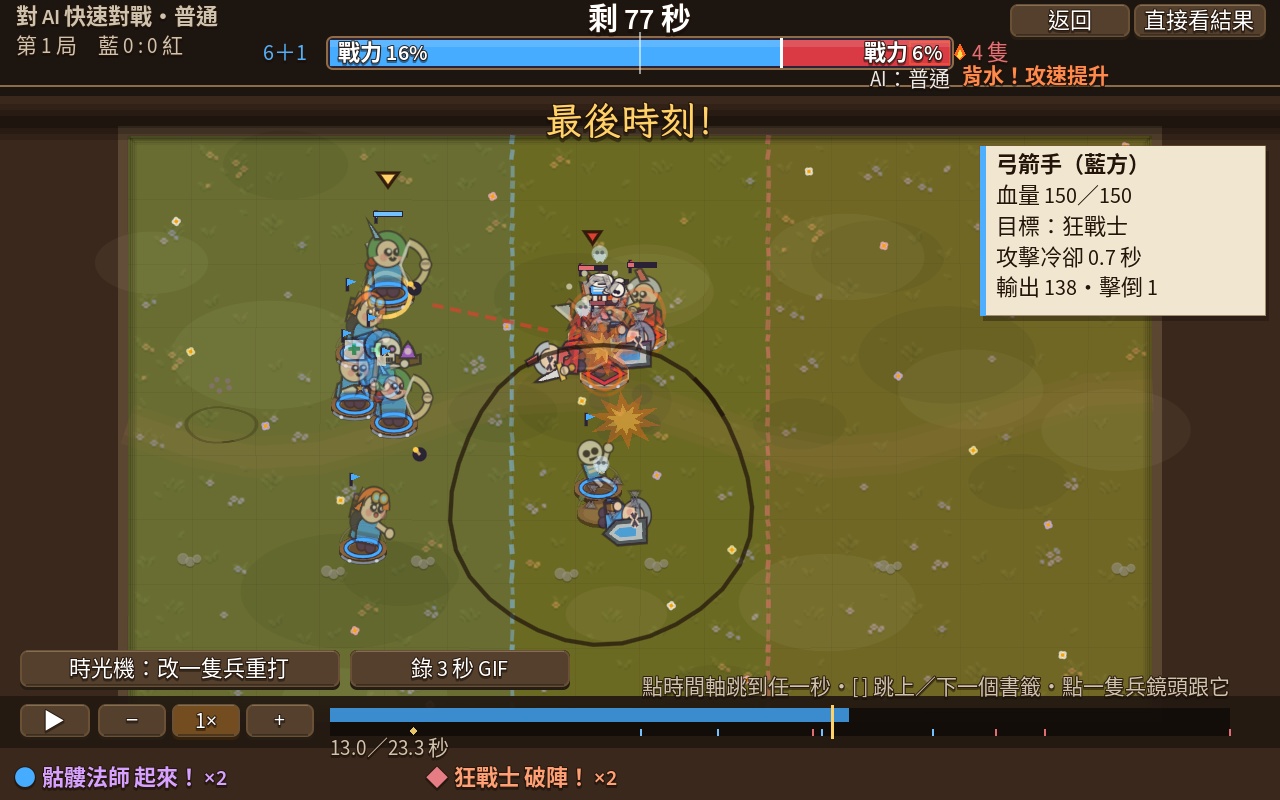 對 AI 快速對戰・普通
第 1 局　藍 0 : 0 紅
剩 77 秒
6＋1
戰力 16%
戰力 6%
4 隻
AI：普通
背水！攻速提升
返回
直接看結果
最後時刻！
弓箭手（藍方）
血量 150／150
目標：狂戰士
攻擊冷卻 0.7 秒
輸出 138・擊倒 1
時光機：改一隻兵重打
錄 3 秒 GIF
點時間軸跳到任一秒・[ ] 跳上／下一個書籤・點一隻兵鏡頭跟它
−
1×
+
13.0／23.3 秒
骷髏法師 起來！ ×2
狂戰士 破陣！ ×2